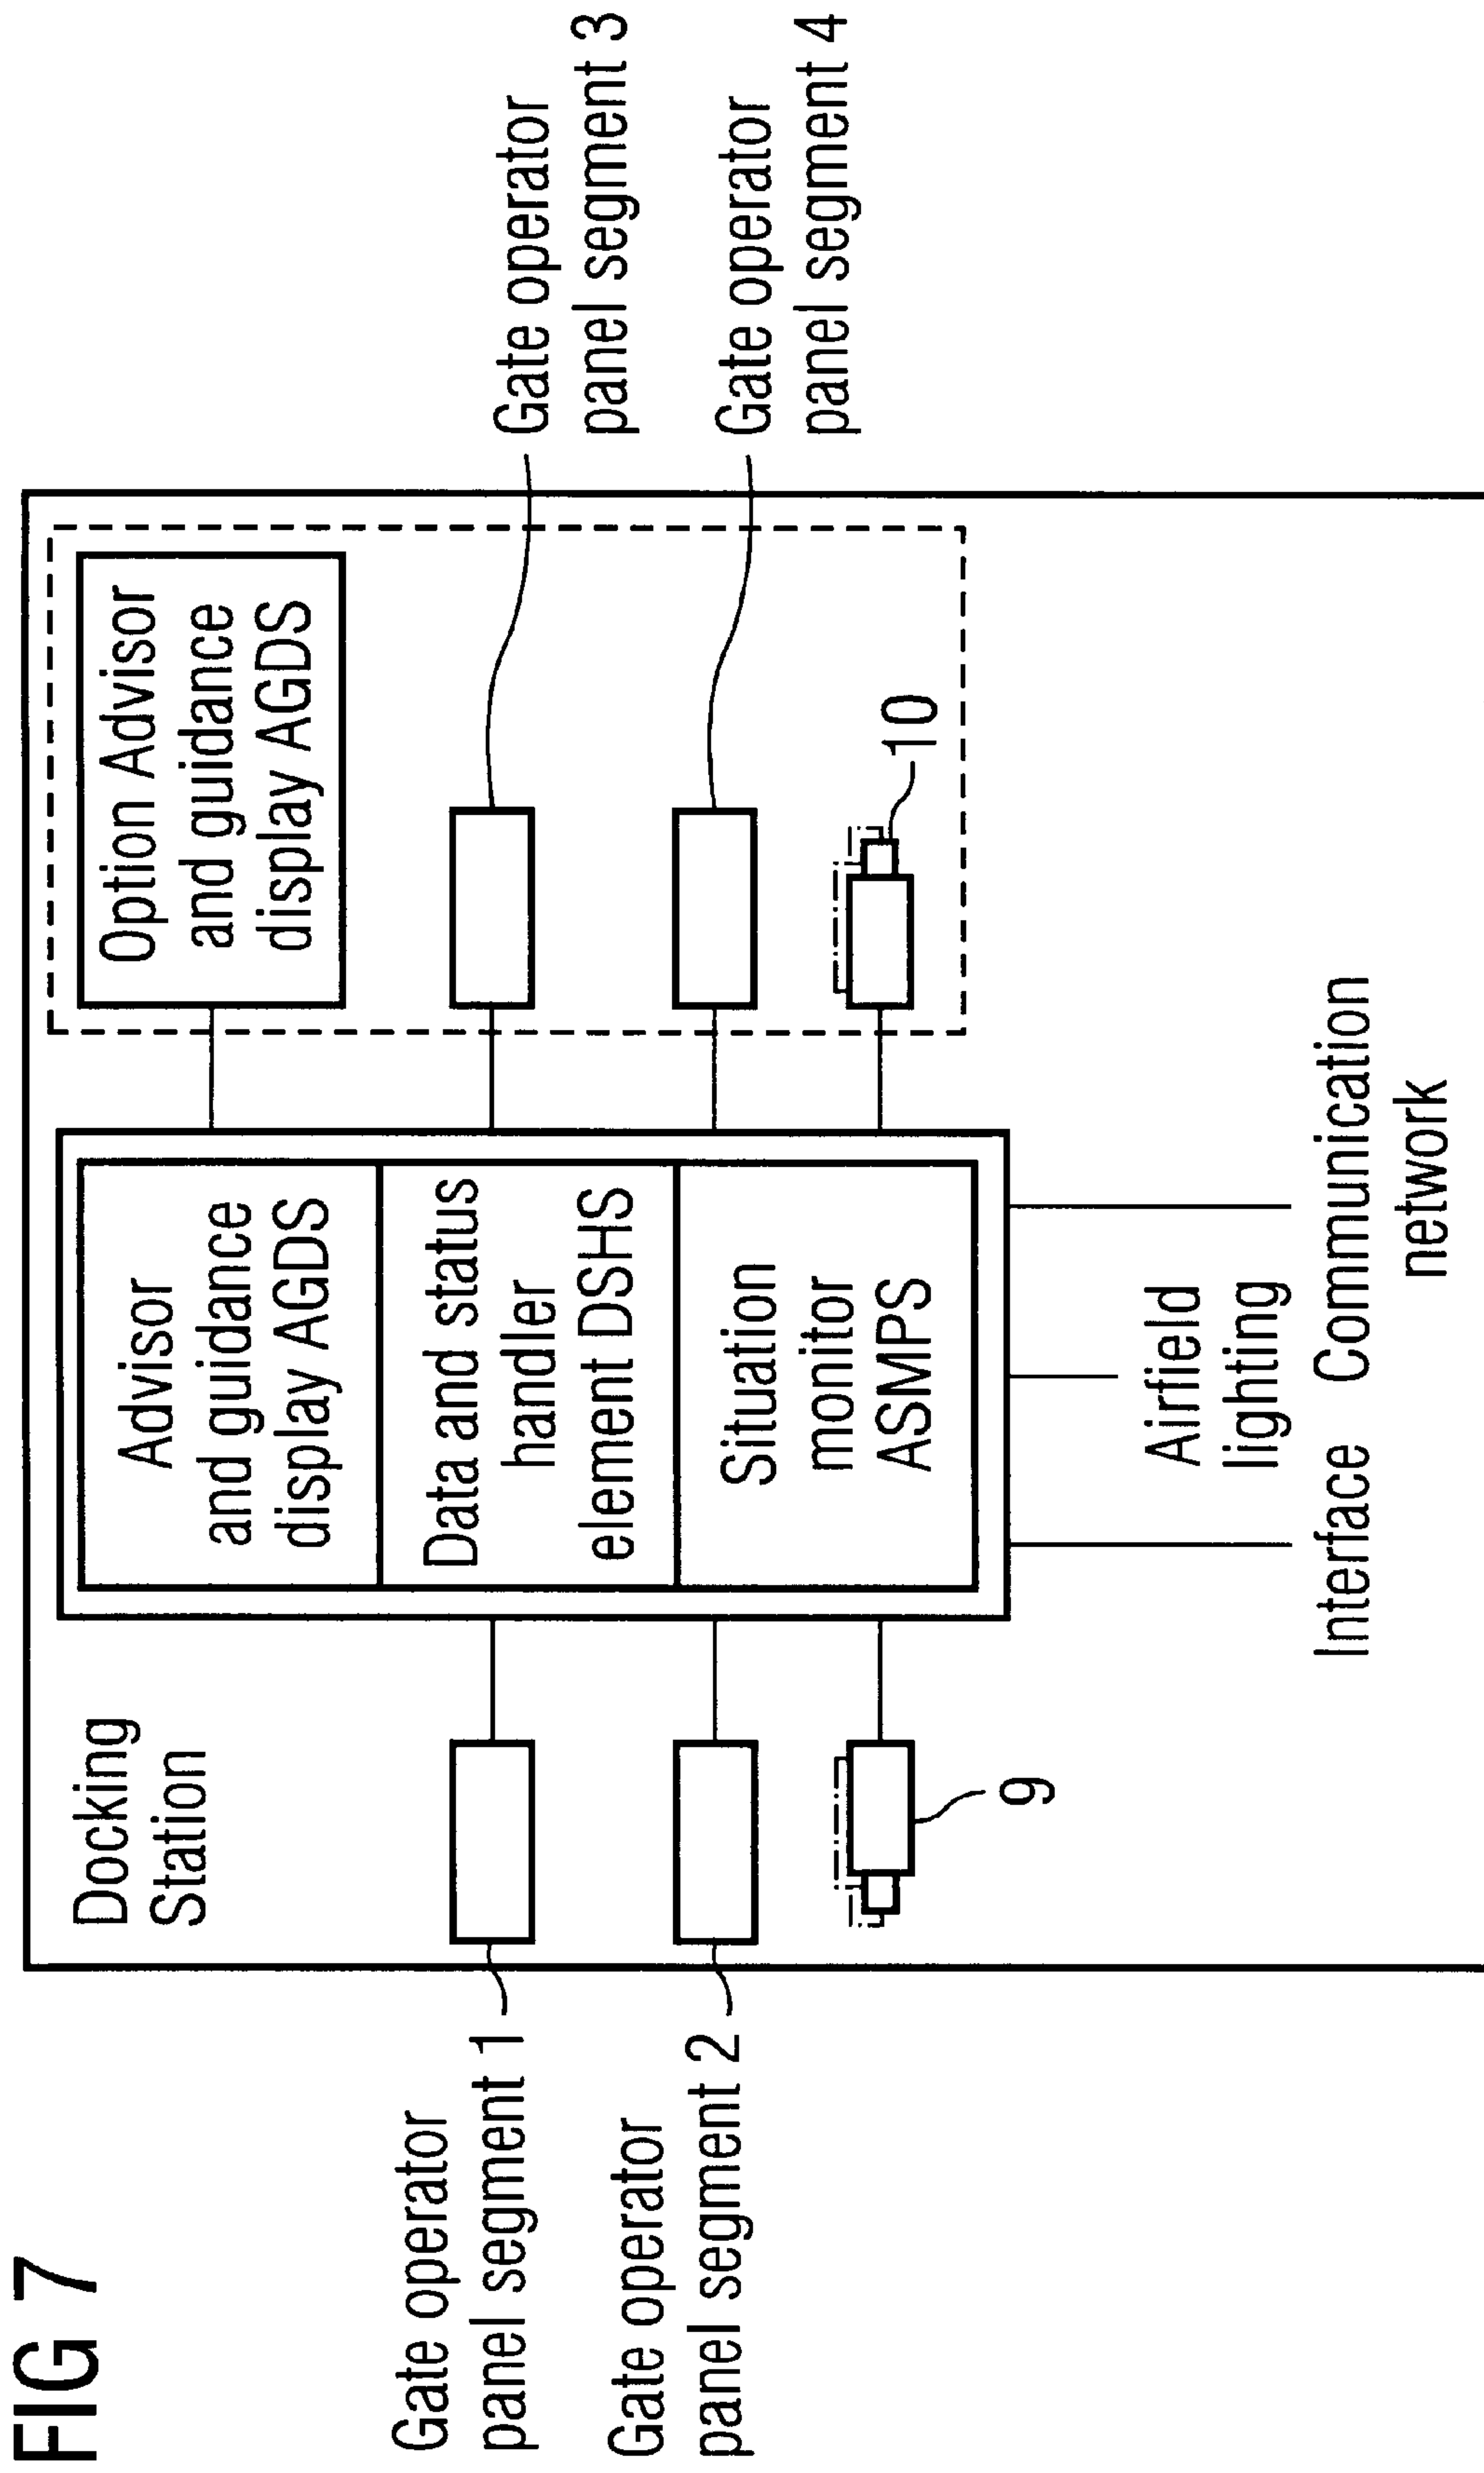 FIG 7
Docking
Station
Gate operator
panel segment 1
Gate operator
panel segment 2
9
Advisor
and guidance
display AGDS
Data and status
handler
element DSHS
Situation
monitor
ASMPS
Option Advisor
and guidance
display AGDS
Gate operator
panel segment 3
Gate operator
panel segment 4
10
Interface
Airfield
lighting
Communication
network